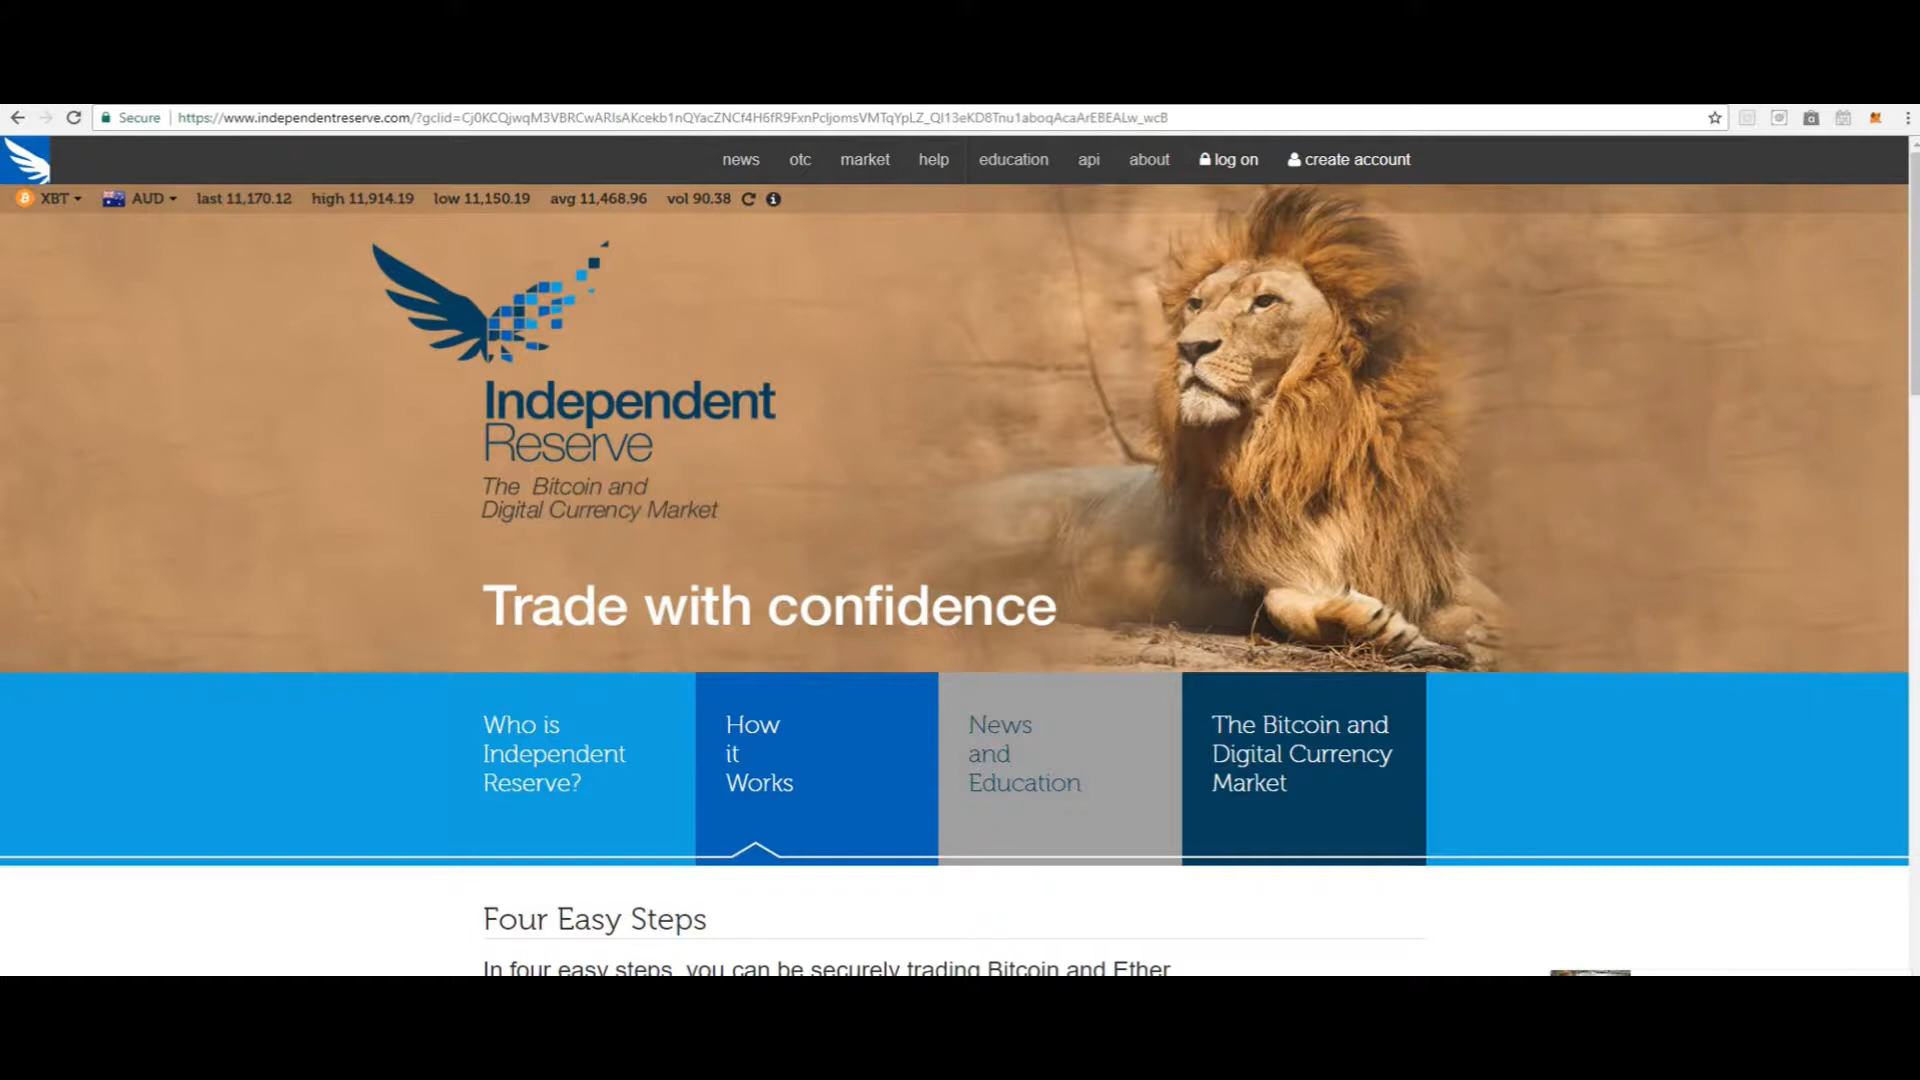 Secure https://www.independentreserve.com/?gclid=Cj0KCQjwqM3VBRCwARIsAKcekb1nQYacZNCf4H6fR9FxnPcIjomsVMTqYpLZ_QI13eKD8Tnu1aboqAcaArEBEALw_wcB
news otc market help education api about log on create account
XBT AUD last 11,170.12 high 11,914.19 low 11,150.19 avg 11,468.96 vol 90.38
Independent
Reserve
The Bitcoin and
Digital Currency Market
Trade with confidence
Who is
Independent
Reserve?
How
it
Works
News
and
Education
The Bitcoin and
Digital Currency
Market
Four Easy Steps
In four easy steps, you can be securely trading Bitcoin and Ether